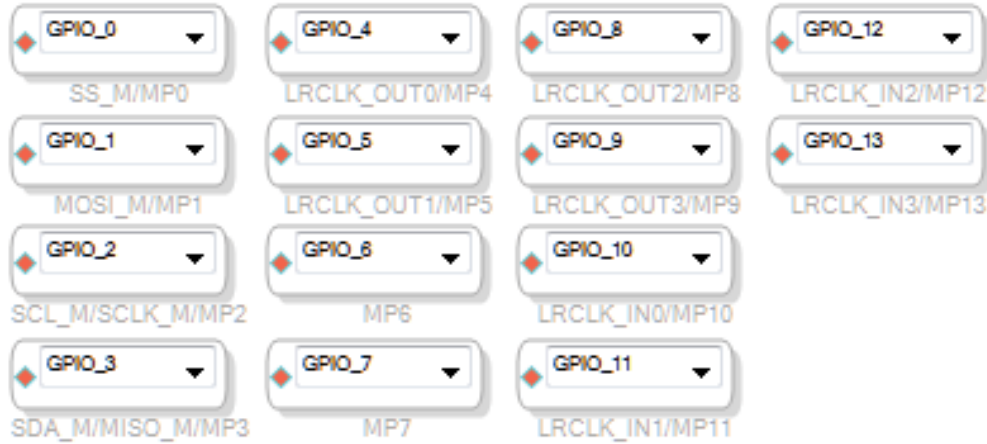 GPIO_0
SS_M/MP0
GPIO_1
MOSI_M/MP1
GPIO_2
SCL_M/SCLK_M/MP2
GPIO_3
SDA_M/MISO_M/MP3
GPIO_4
LRCLK_OUT0/MP4
GPIO_5
LRCLK_OUT1/MP5
GPIO_6
MP6
GPIO_7
MP7
GPIO_8
LRCLK_OUT2/MP8
GPIO_9
LRCLK_OUT3/MP9
GPIO_10
LRCLK_IN0/MP10
GPIO_11
LRCLK_IN1/MP11
GPIO_12
LRCLK_IN2/MP12
GPIO_13
LRCLK_IN3/MP13